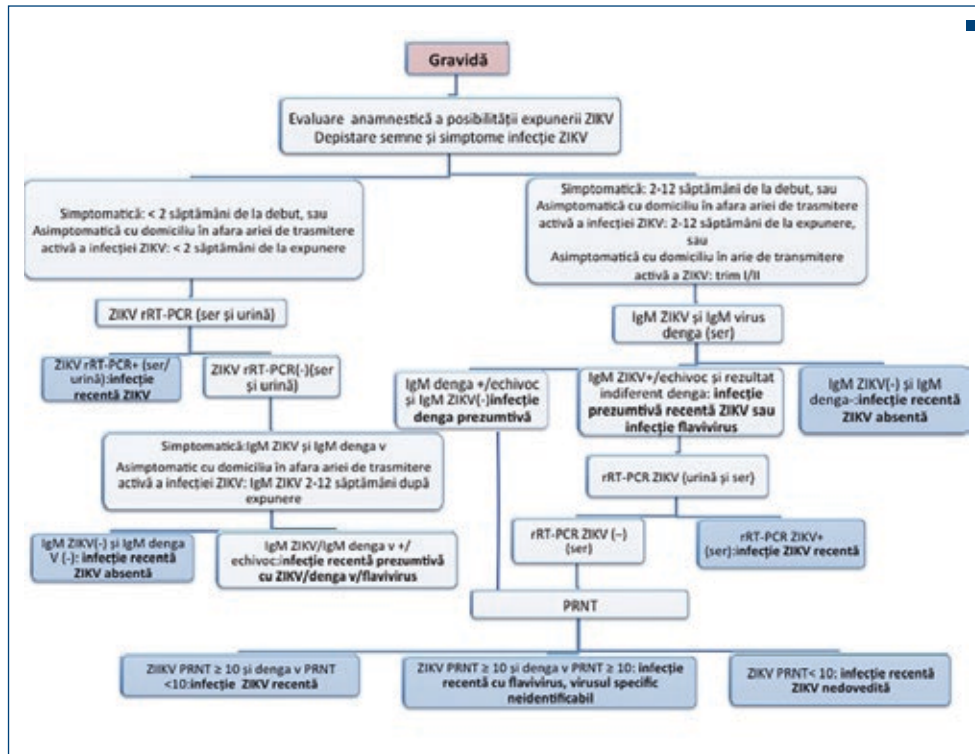 Gravidă
Evaluare anamnestică a posibilității expunerii ZIKV
Depistare semne și simptome infecție ZIKV
Simptomatică: < 2 săptămâni de la debut, sau
Asimptomatică cu domiciliu în afara ariei de trasmitere
activă a infecției ZIKV: < 2 săptămâni de la expunere
Simptomatică: 2-12 săptămâni de la debut, sau
Asimptomatică cu domiciliu în afara ariei de trasmitere
activă a infecției ZIKV: 2-12 săptămâni de la expunere,
sau
Asimptomatică cu domiciliu în arie de transmitere
activă a ZIKV: trim I/II
ZIKV rRT-PCR (ser și urină)
IgM ZIKV și IgM virus
denga (ser)
ZIKV rRT-PCR+ (ser/
urină):infecție
recentă ZIKV
ZIKV rRT-PCR(-)(ser
și urină)
IgM denga +/echivoc
și IgM ZIKV(-)infecție
denga prezumtivă
IgM ZIKV+/echivoc și rezultat
indiferent denga: infecție
prezumtivă recentă ZIKV sau
infecție flavivirus
IgM ZIKV(-) și IgM
denga-:infecție recentă
ZIKV absentă
Simptomatică:IgM ZIKV și IgM denga v
Asimptomatic cu domiciliu în afara ariei de trasmitere
activă a infecției ZIKV: IgM ZIKV 2-12 săptămâni după
expunere
rRT-PCR ZIKV (urină și ser)
IgM ZIKV(-) și IgM denga
V (-): infecție recentă
ZIKV absentă
IgM ZIKV/IgM denga v +/
echivoc:infecție recentă prezumtivă
cu ZIKV/denga v/flavivirus
rRT-PCR ZIKV (–)
(ser)
rRT-PCR ZIKV+
(ser):infecție ZIKV recentă
PRNT
ZIIKV PRNT ≥ 10 și denga v PRNT
<10:infecție ZIKV recentă
ZIKV PRNT ≥ 10 și denga v PRNT ≥ 10: infecție
recentă cu flavivirus, virusul specific
neidentificabil
ZIKV PRNT< 10: infecție recentă
ZIKV nedovedită